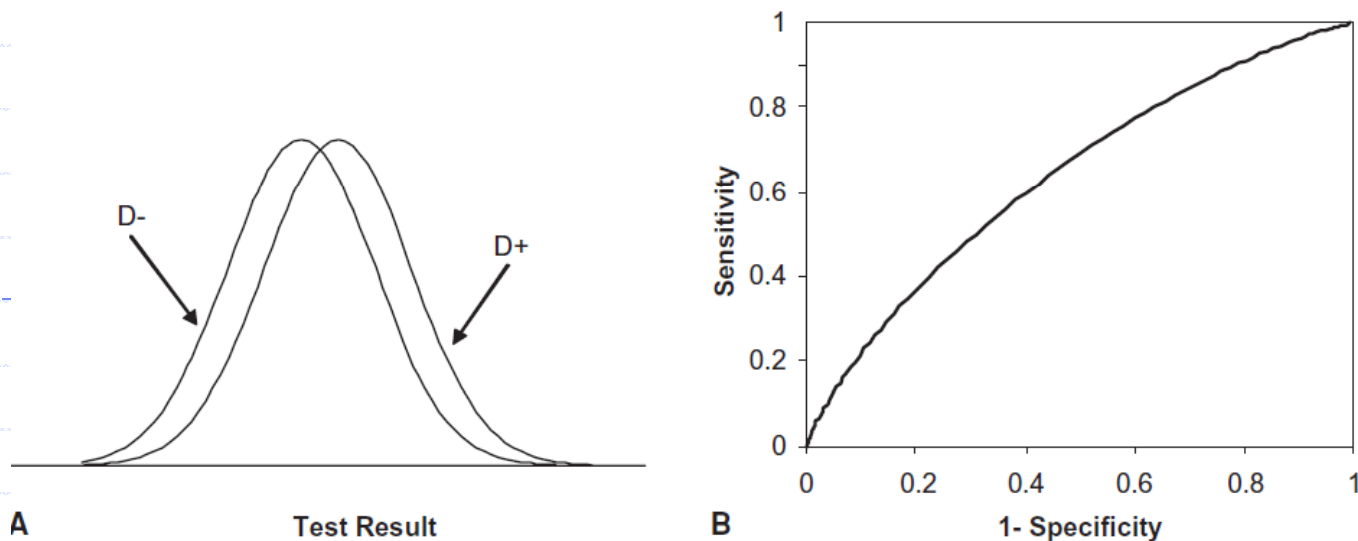 D-
D+
A
Test Result
1
0.8
0.6
0.4
0.2
0
Sensitivity
0 0.2 0.4 0.6 0.8 1
B
1- Specificity